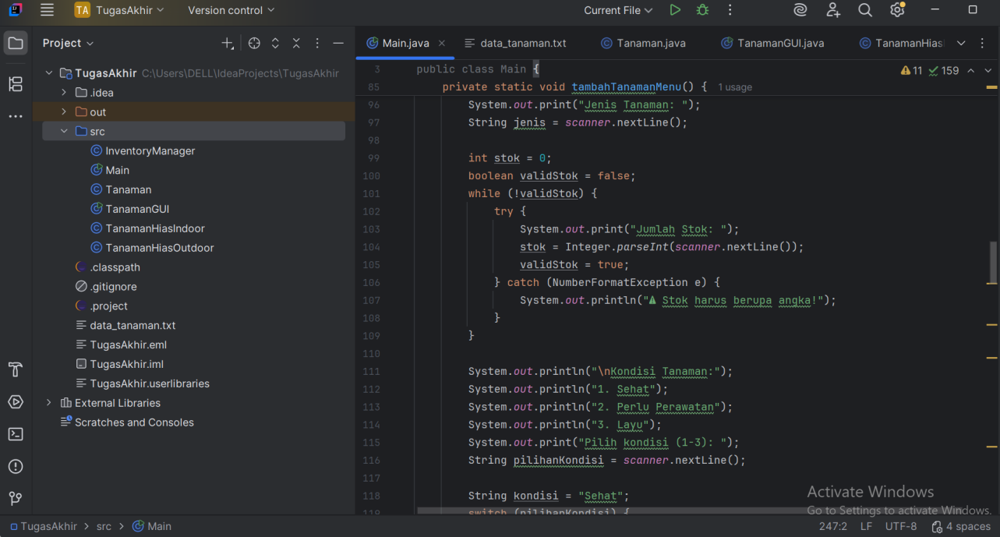 TA TugasAkhir Version control Current File
Project
Main.java data_tanaman.txt Tanaman.java TanamanGUI.java TanamanHias
TugasAkhir C:\Users\DELL\IdeaProjects\TugasAkhir
.idea
out
src
InventoryManager
Main
Tanaman
TanamanGUI
TanamanHiasIndoor
TanamanHiasOutdoor
.classpath
.gitignore
.project
data_tanaman.txt
TugasAkhir.eml
TugasAkhir.iml
TugasAkhir.userlibraries
External Libraries
Scratches and Consoles
3 public class Main { 11 159
85 private static void tambahTanamanMenu() { 1 usage
96 System.out.print("Jenis Tanaman: ");
97 String jenis = scanner.nextLine();
98
99 int stok = 0;
100 boolean validStok = false;
101 while (!validStok) {
102 try {
103 System.out.print("Jumlah Stok: ");
104 stok = Integer.parseInt(scanner.nextLine());
105 validStok = true;
106 } catch (NumberFormatException e) {
107 System.out.println("⚠ Stok harus berupa angka!");
108 }
109 }
110
111 System.out.println("\nKondisi Tanaman:");
112 System.out.println("1. Sehat");
113 System.out.println("2. Perlu Perawatan");
114 System.out.println("3. Layu");
115 System.out.print("Pilih kondisi (1-3): ");
116 String pilihanKondisi = scanner.nextLine();
117
118 String kondisi = "Sehat";
119 switch (pilihanKondisi) {
Activate Windows
Go to Settings to activate Windows.
TugasAkhir > src > Main 247:2 LF UTF-8 4 spaces